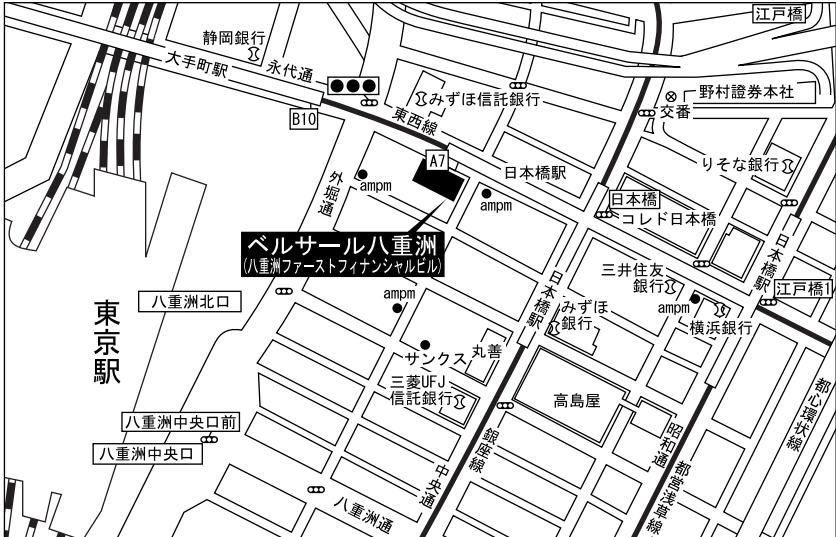 江戸橋
静岡銀行
大手町駅
永代通
みずほ信託銀行
野村證券本社
交番
B10
東西線
A7
日本橋駅
りそな銀行
外堀通
ampm
ampm
日本橋
コレド日本橋
ベルサール八重洲
(八重洲ファーストフィナンシャルビル)
日本橋駅
三井住友
銀行
日本橋駅
江戸橋1
八重洲北口
ampm
みずほ
銀行
ampm
横浜銀行
東京駅
サンクス
丸善
三菱UFJ
信託銀行
高島屋
都心環状線
八重洲中央口前
八重洲中央口
銀座線
昭和通
中央通
都営浅草線
八重洲通